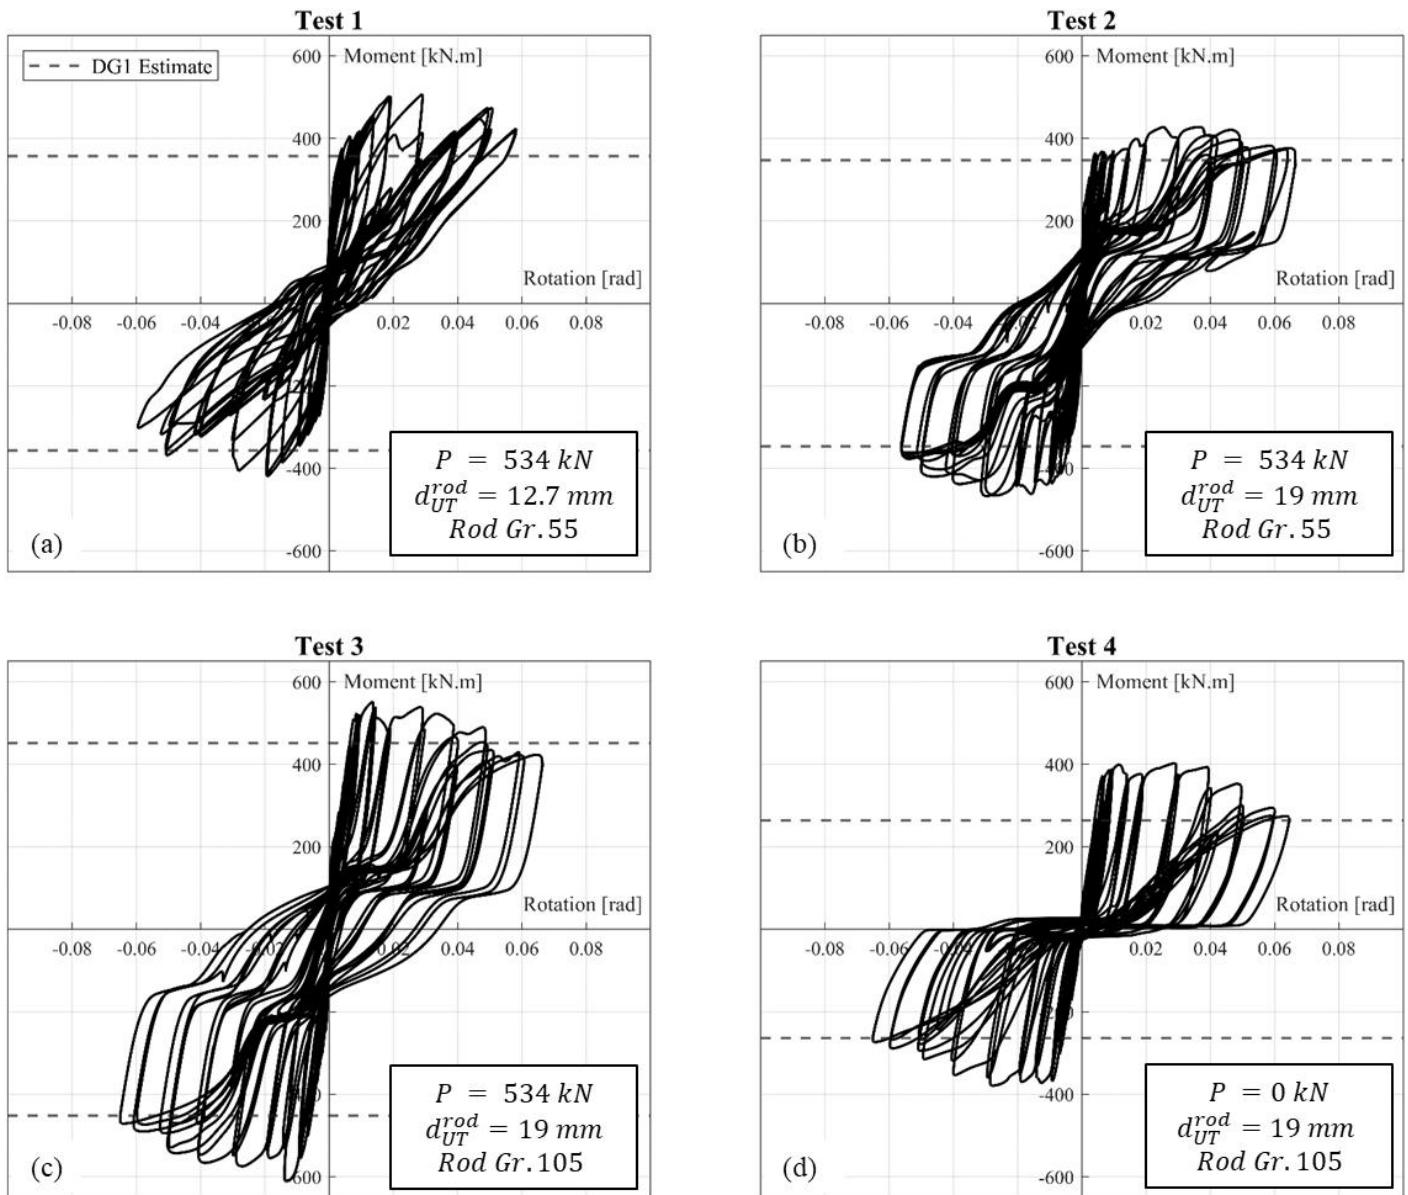 Test 1
DG1 Estimate
Moment [kN.m]
600
400
200
Rotation [rad]
-0.08 -0.06 -0.04 0.02 0.04 0.06 0.08
-400
-600
P = 534 kN
d_UT^rod = 12.7 mm
Rod Gr.55
(a)
Test 2
Moment [kN.m]
600
400
200
Rotation [rad]
-0.08 -0.06 -0.04 0.02 0.04 0.06 0.08
-600
P = 534 kN
d_UT^rod = 19 mm
Rod Gr.55
(b)
Test 3
Moment [kN.m]
600
400
200
Rotation [rad]
-0.08 -0.06 -0.04 0.02 0.04 0.06 0.08
P = 534 kN
d_UT^rod = 19 mm
Rod Gr.105
(c)
Test 4
Moment [kN.m]
600
400
200
Rotation [rad]
-0.08 -0.06 0.02 0.04 0.06 0.08
-400
-600
P = 0 kN
d_UT^rod = 19 mm
Rod Gr.105
(d)